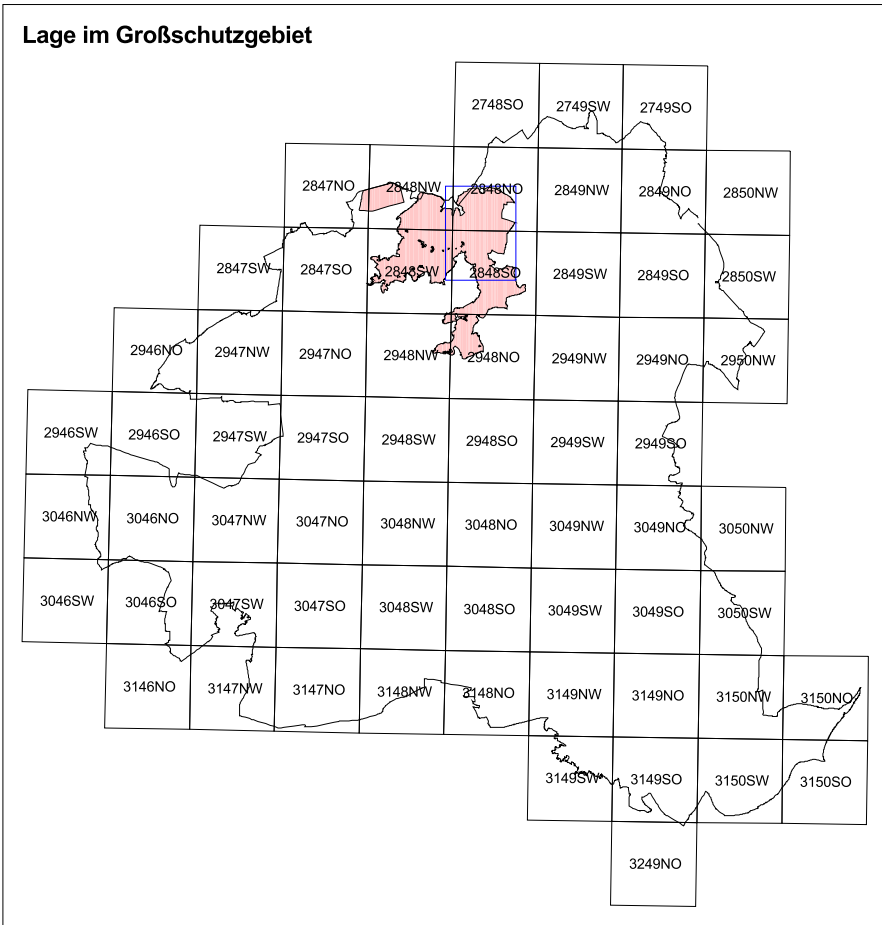 Lage im Großschutzgebiet
2748SO 2749SW 2749SO
2847NO 2848NW 2848NO 2849NW 2849NO 2850NW
2847SW 2847SO 2848SW 2848SO 2849SW 2849SO 2850SW
2946NO 2947NW 2947NO 2948NW 2948NO 2949NW 2949NO 2950NW
2946SW 2946SO 2947SW 2947SO 2948SW 2948SO 2949SW 2949SO
3046NW 3046NO 3047NW 3047NO 3048NW 3048NO 3049NW 3049NO 3050NW
3046SW 3046SO 3047SW 3047SO 3048SW 3048SO 3049SW 3049SO 3050SW
3146NO 3147NW 3147NO 3148NW 3148NO 3149NW 3149NO 3150NW 3150NO
3149SW 3149SO 3150SW 3150SO
3249NO